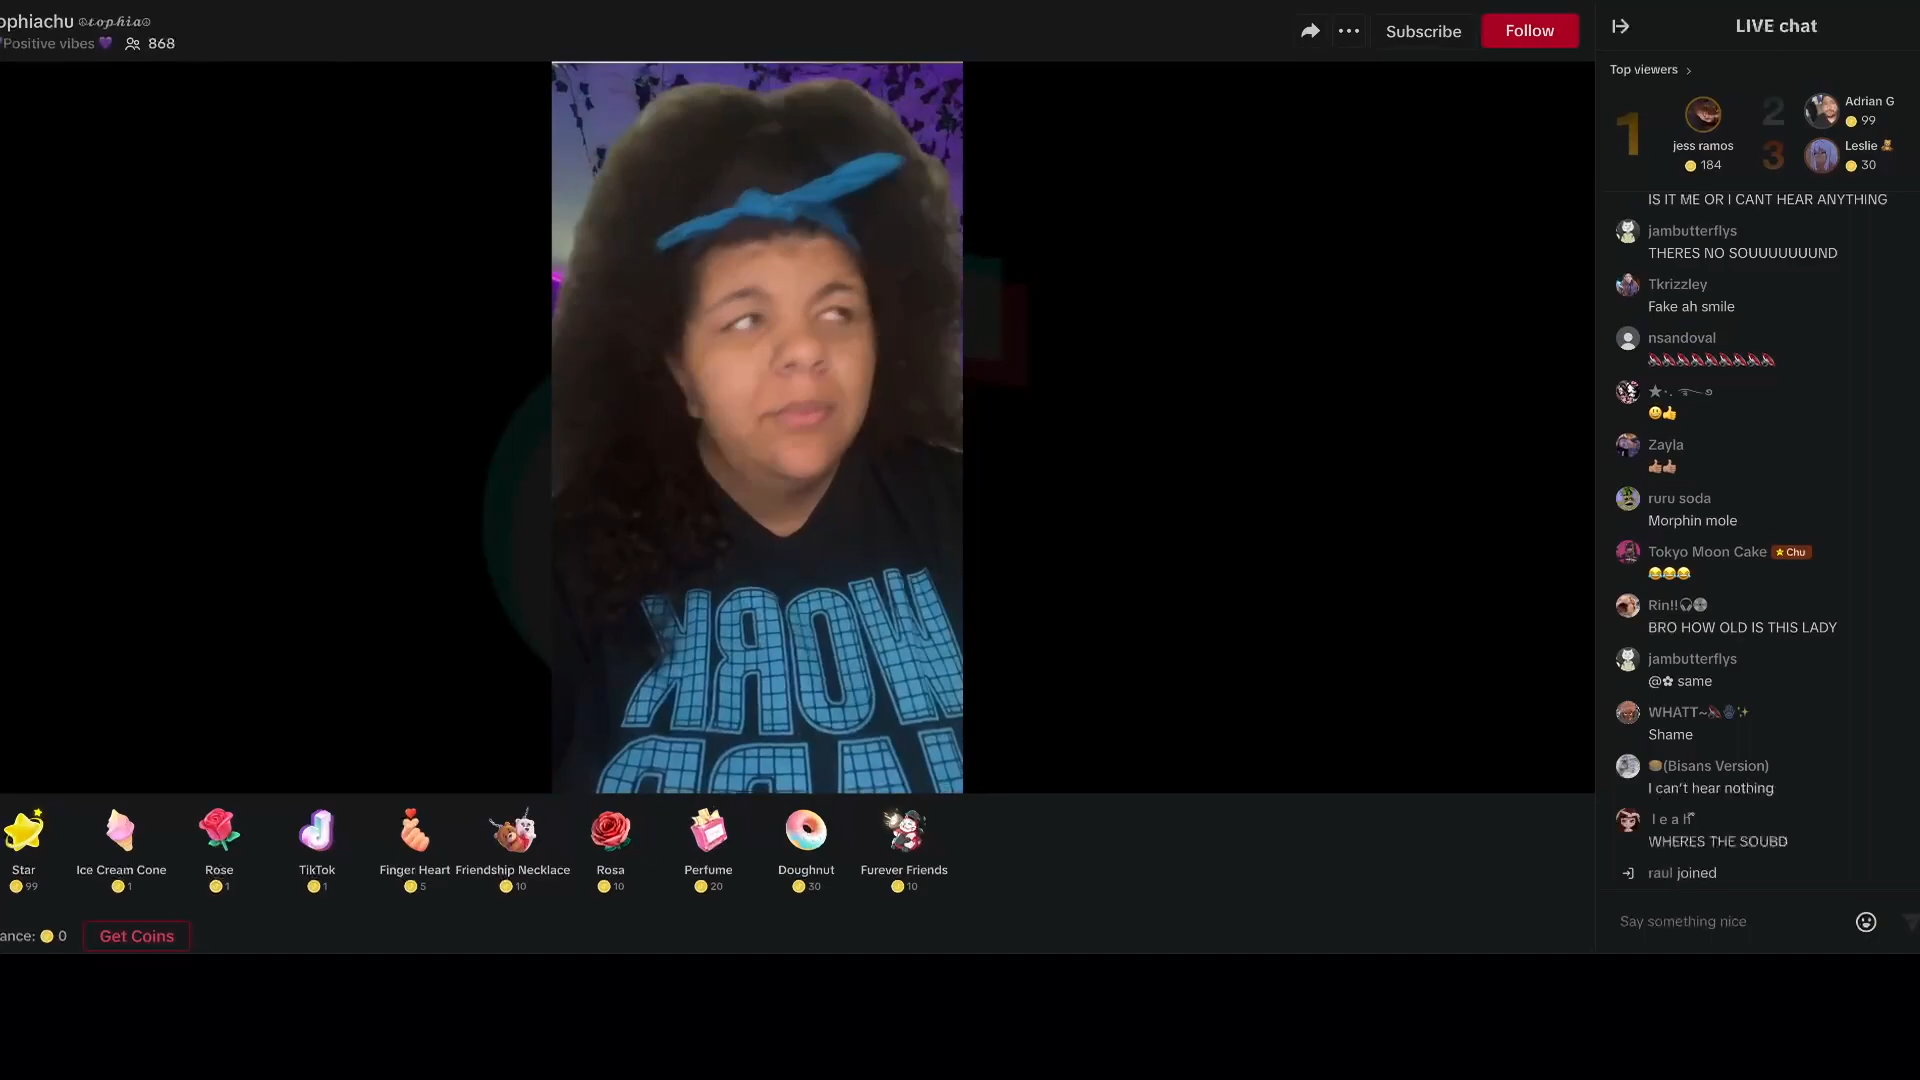 ophiachu ☮𝓽𝓸𝓹𝓱𝓲𝓪☮
Positive vibes 💜 868
Subscribe
Follow
LIVE chat
Top viewers >
1
jess ramos
184
2
Adrian G
99
3
Leslie 🧸
30
IS IT ME OR I CANT HEAR ANYTHING
jambutterflys
THERES NO SOUUUUUUUND
Tkrizzley
Fake ah smile
nsandoval
Zayla
👍🏽👍🏽
ruru soda
Morphin mole
Tokyo Moon Cake ★ Chu
😂😂😂
Rin!!
BRO HOW OLD IS THIS LADY
jambutterflys
@✿ same
WHATT~
Shame
(Bisans Version)
I can't hear nothing
l e a h
WHERES THE SOUBD
raul joined
Say something nice
WORK
HARD
Star
99
Ice Cream Cone
1
Rose
1
TikTok
1
Finger Heart
5
Friendship Necklace
10
Rosa
10
Perfume
20
Doughnut
30
Furever Friends
10
ance: 0
Get Coins